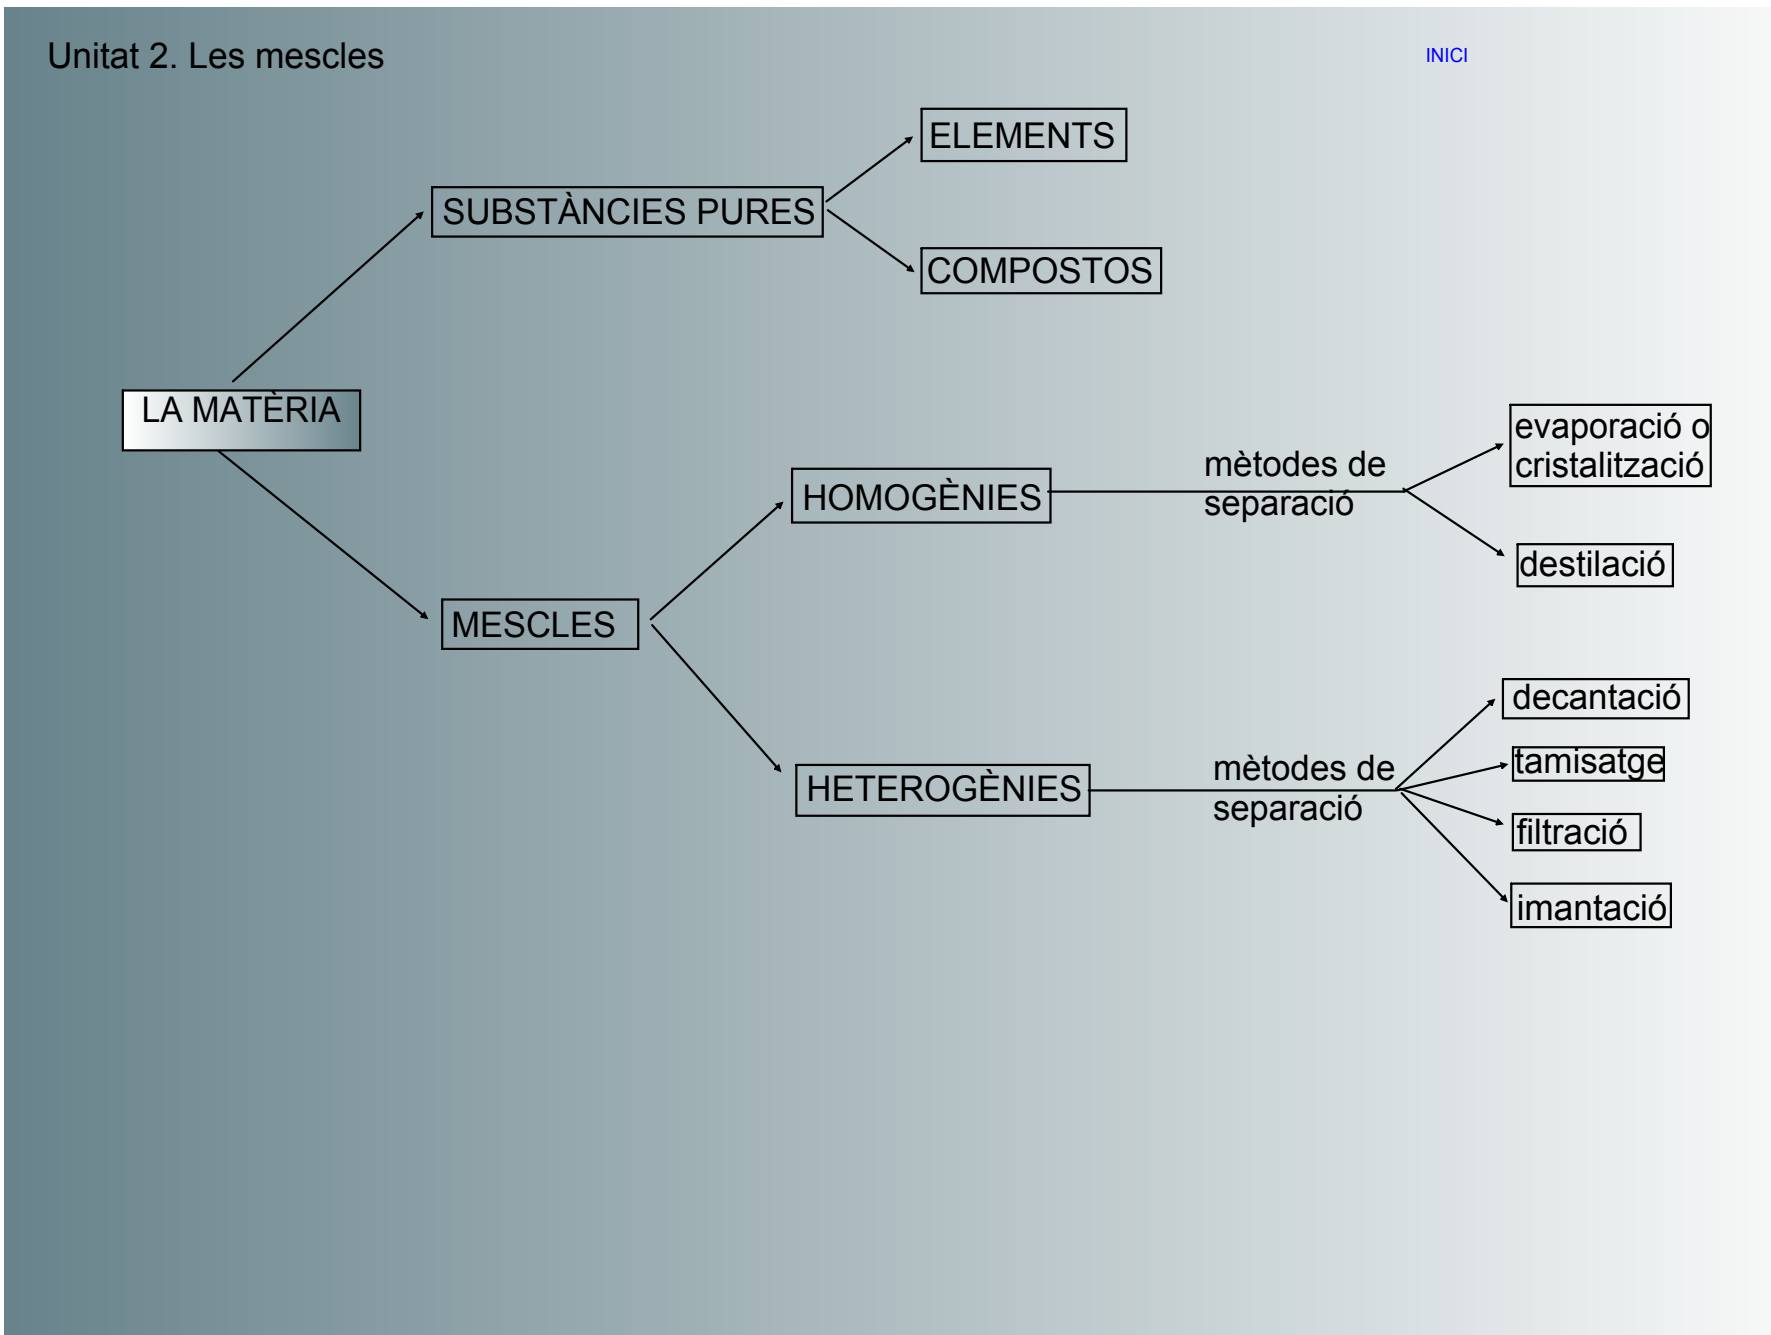 Unitat 2. Les mescles
INICI
ELEMENTS
SUBSTÀNCIES PURES
COMPOSTOS
LA MATÈRIA
HOMOGÈNIES
mètodes de
separació
evaporació o
cristalització
destilació
MESCLES
HETEROGÈNIES
mètodes de
separació
decantació
tamisatge
filtració
imantació